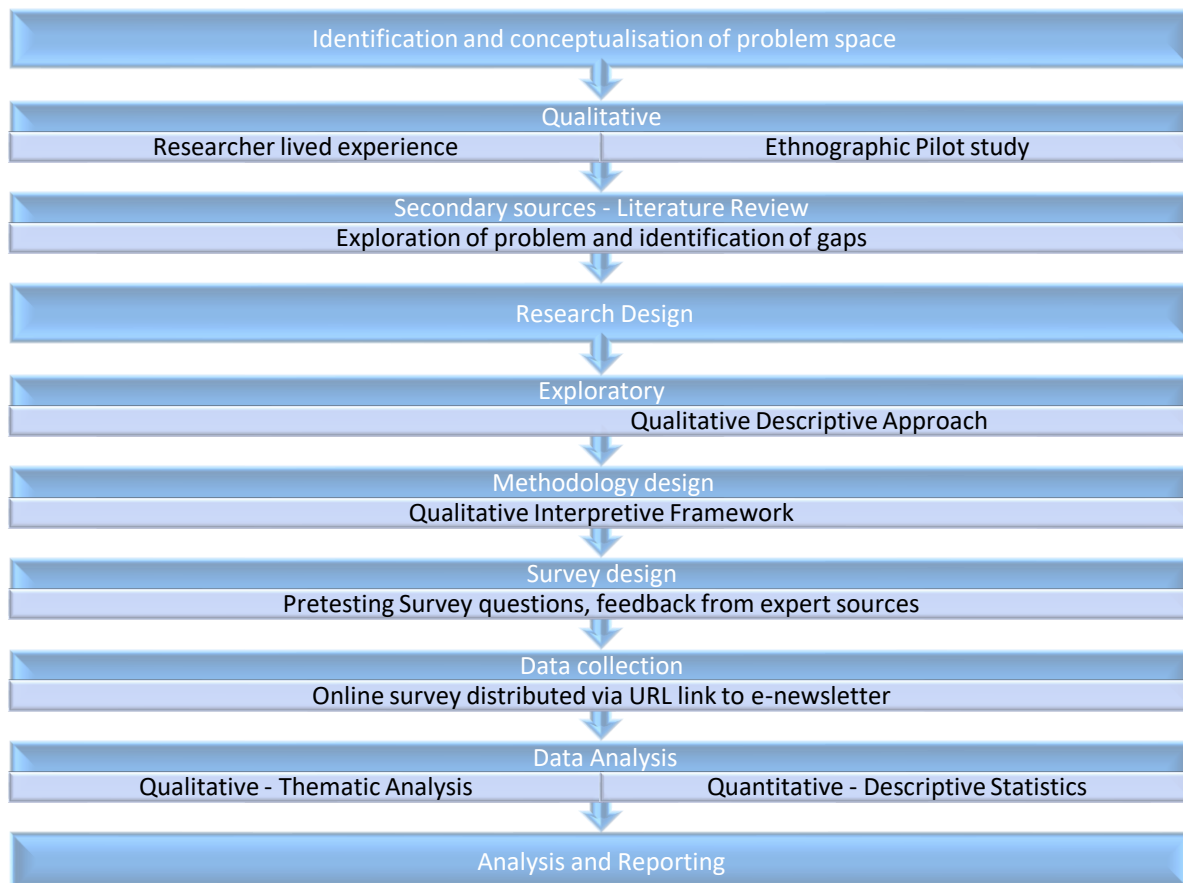 Identification and conceptualisation of problem space
Qualitative
Researcher lived experience
Ethnographic Pilot study
Secondary sources - Literature Review
Exploration of problem and identification of gaps
Research Design
Exploratory
Qualitative Descriptive Approach
Methodology design
Qualitative Interpretive Framework
Survey design
Pretesting Survey questions, feedback from expert sources
Data collection
Online survey distributed via URL link to e-newsletter
Data Analysis
Qualitative - Thematic Analysis
Quantitative - Descriptive Statistics
Analysis and Reporting